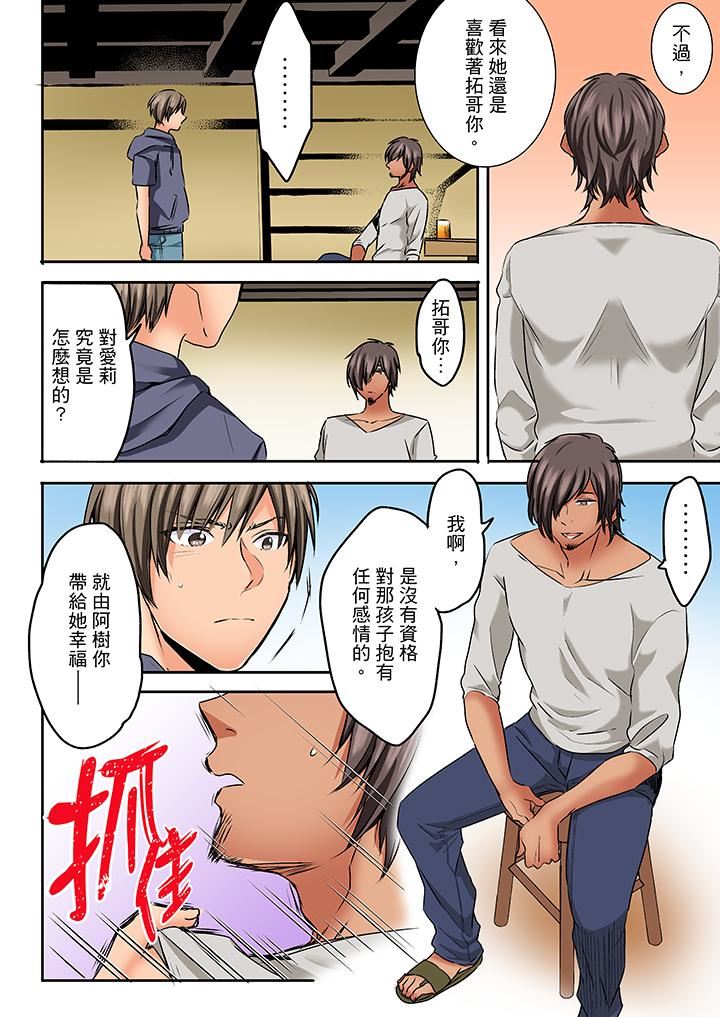 不過，
看來她還是
喜歡著拓哥你。
………
拓哥你…
對愛莉
究竟是
怎麼想的？
………
我啊，
是沒有資格
對那孩子抱有
任何感情的。
就由阿樹你
帶給她幸福——
抓住